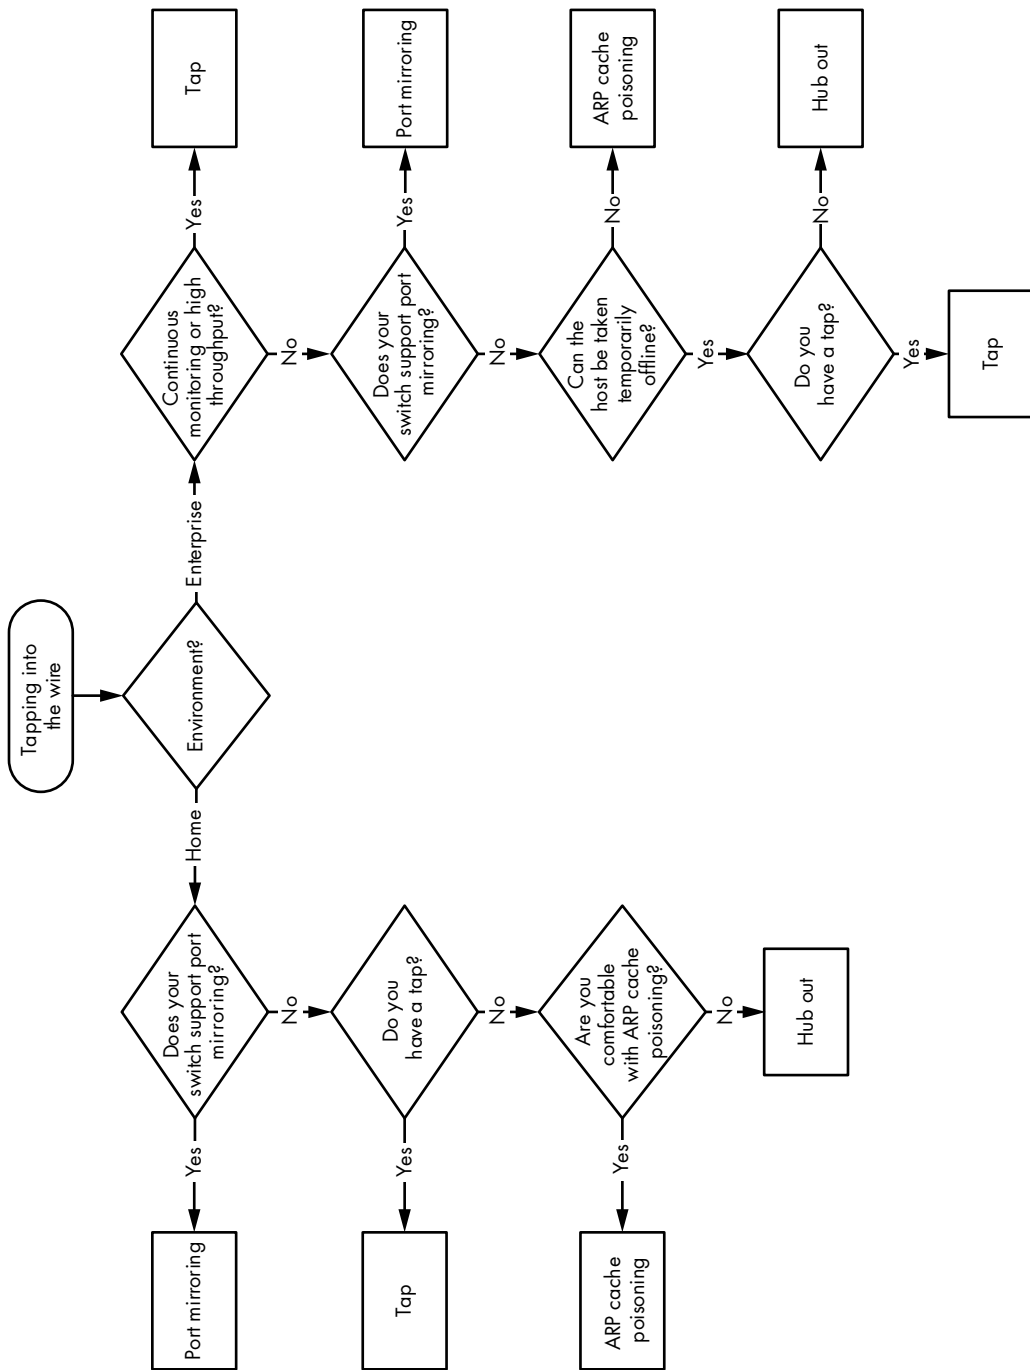 Tapping into
the wire
Environment?
Home
Enterprise
Does your
switch support port
mirroring?
Yes
Port mirroring
No
Do you
have a tap?
Yes
Tap
No
Are you
comfortable
with ARP cache
poisoning?
Yes
ARP cache
poisoning
No
Hub out
Continuous
monitoring or high
throughput?
Yes
Tap
No
Does your
switch support port
mirroring?
Yes
Port mirroring
No
Can the
host be taken
temporarily
offline?
No
ARP cache
poisoning
Yes
Do you
have a tap?
No
Hub out
Yes
Tap